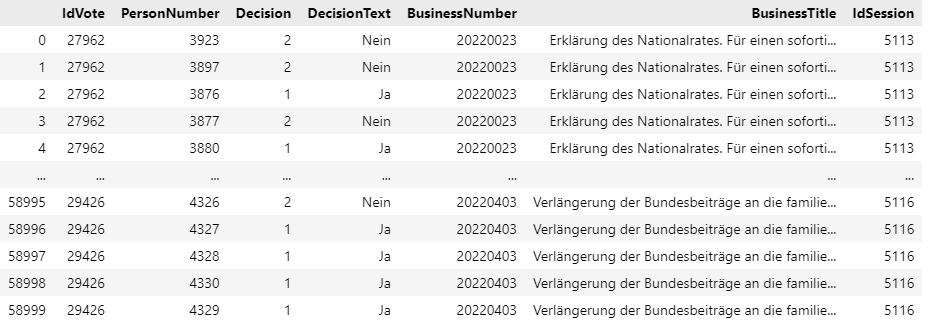 IdVote PersonNumber Decision DecisionText BusinessNumber BusinessTitle IdSession
0 27962 3923 2 Nein 20220023 Erklärung des Nationalrates. Für einen soforti... 5113
1 27962 3897 2 Nein 20220023 Erklärung des Nationalrates. Für einen soforti... 5113
2 27962 3876 1 Ja 20220023 Erklärung des Nationalrates. Für einen soforti... 5113
3 27962 3877 2 Nein 20220023 Erklärung des Nationalrates. Für einen soforti... 5113
4 27962 3880 1 Ja 20220023 Erklärung des Nationalrates. Für einen soforti... 5113
... ... ... ... ... ... ... ...
58995 29426 4326 2 Nein 20220403 Verlängerung der Bundesbeiträge an die familie... 5116
58996 29426 4327 1 Ja 20220403 Verlängerung der Bundesbeiträge an die familie... 5116
58997 29426 4328 1 Ja 20220403 Verlängerung der Bundesbeiträge an die familie... 5116
58998 29426 4330 1 Ja 20220403 Verlängerung der Bundesbeiträge an die familie... 5116
58999 29426 4329 1 Ja 20220403 Verlängerung der Bundesbeiträge an die familie... 5116